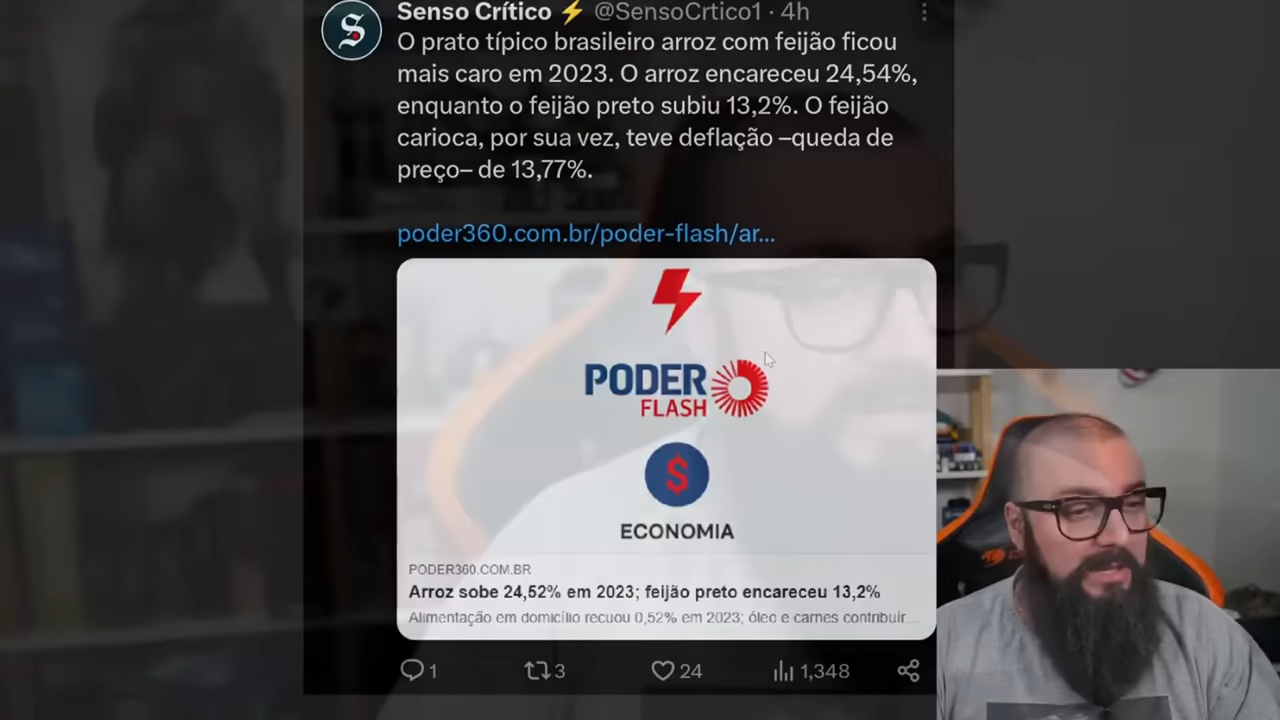 Senso Crítico ⚡ @SensoCrtico1 · 4h
O prato típico brasileiro arroz com feijão ficou
mais caro em 2023. O arroz encareceu 24,54%,
enquanto o feijão preto subiu 13,2%. O feijão
carioca, por sua vez, teve deflação –queda de
preço– de 13,77%.
poder360.com.br/poder-flash/ar...
PODER
FLASH
$
ECONOMIA
PODER360.COM.BR
Arroz sobe 24,52% em 2023; feijão preto encareceu 13,2%
Alimentação em domicílio recuou 0,52% em 2023; óleo e carnes contribuír...
1 3 24 1,348